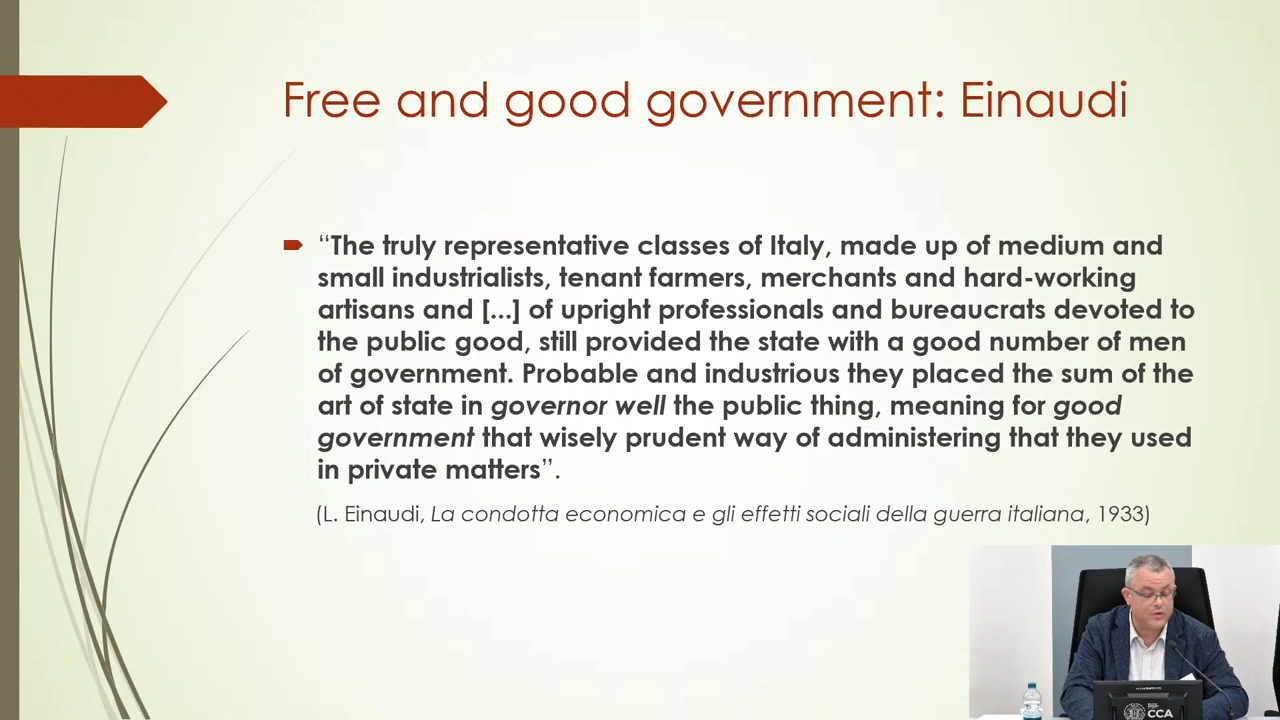 Free and good government: Einaudi
“The truly representative classes of Italy, made up of medium and
small industrialists, tenant farmers, merchants and hard-working
artisans and [...] of upright professionals and bureaucrats devoted to
the public good, still provided the state with a good number of men
of government. Probable and industrious they placed the sum of the
art of state in governor well the public thing, meaning for good
government that wisely prudent way of administering that they used
in private matters”.
(L. Einaudi, La condotta economica e gli effetti sociali della guerra italiana, 1933)
CCA